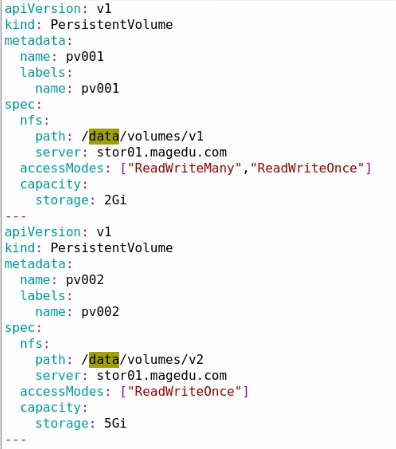 apiVersion: v1
kind: PersistentVolume
metadata:
  name: pv001
  labels:
    name: pv001
spec:
  nfs:
    path: /data/volumes/v1
    server: stor01.magedu.com
  accessModes: ["ReadWriteMany","ReadWriteOnce"]
  capacity:
    storage: 2Gi
---
apiVersion: v1
kind: PersistentVolume
metadata:
  name: pv002
  labels:
    name: pv002
spec:
  nfs:
    path: /data/volumes/v2
    server: stor01.magedu.com
  accessModes: ["ReadWriteOnce"]
  capacity:
    storage: 5Gi
---